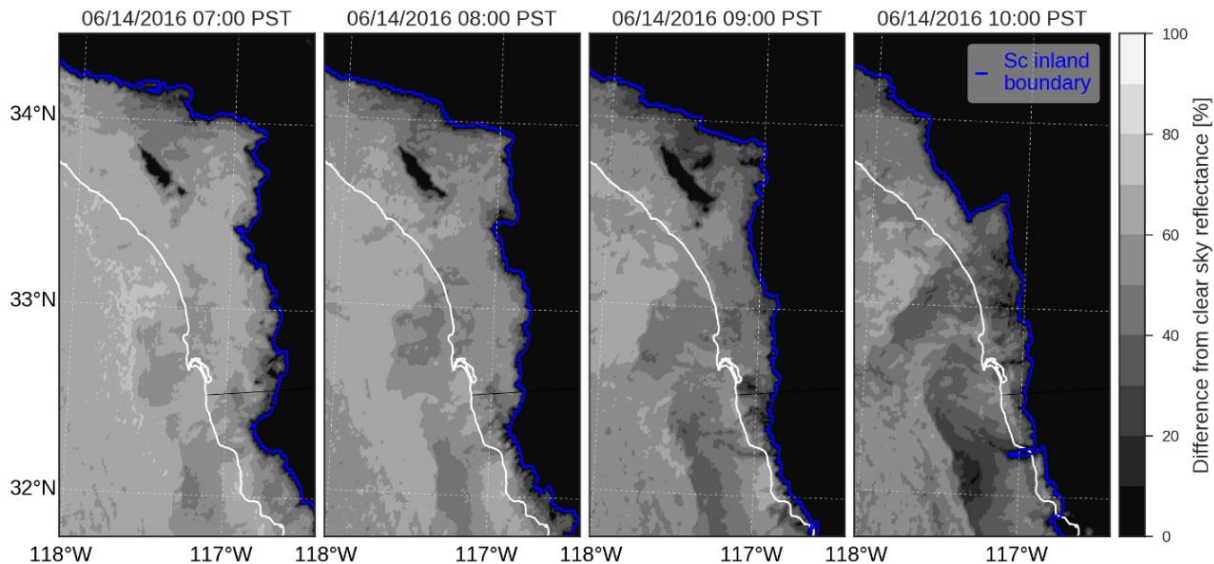 06/14/2016 07:00 PST
06/14/2016 08:00 PST
06/14/2016 09:00 PST
06/14/2016 10:00 PST
Sc inland
boundary
34°N
33°N
32°N
118°W
117°W
118°W
117°W
118°W
117°W
118°W
117°W
100
80
60
40
20
0
Difference from clear sky reflectance [%]